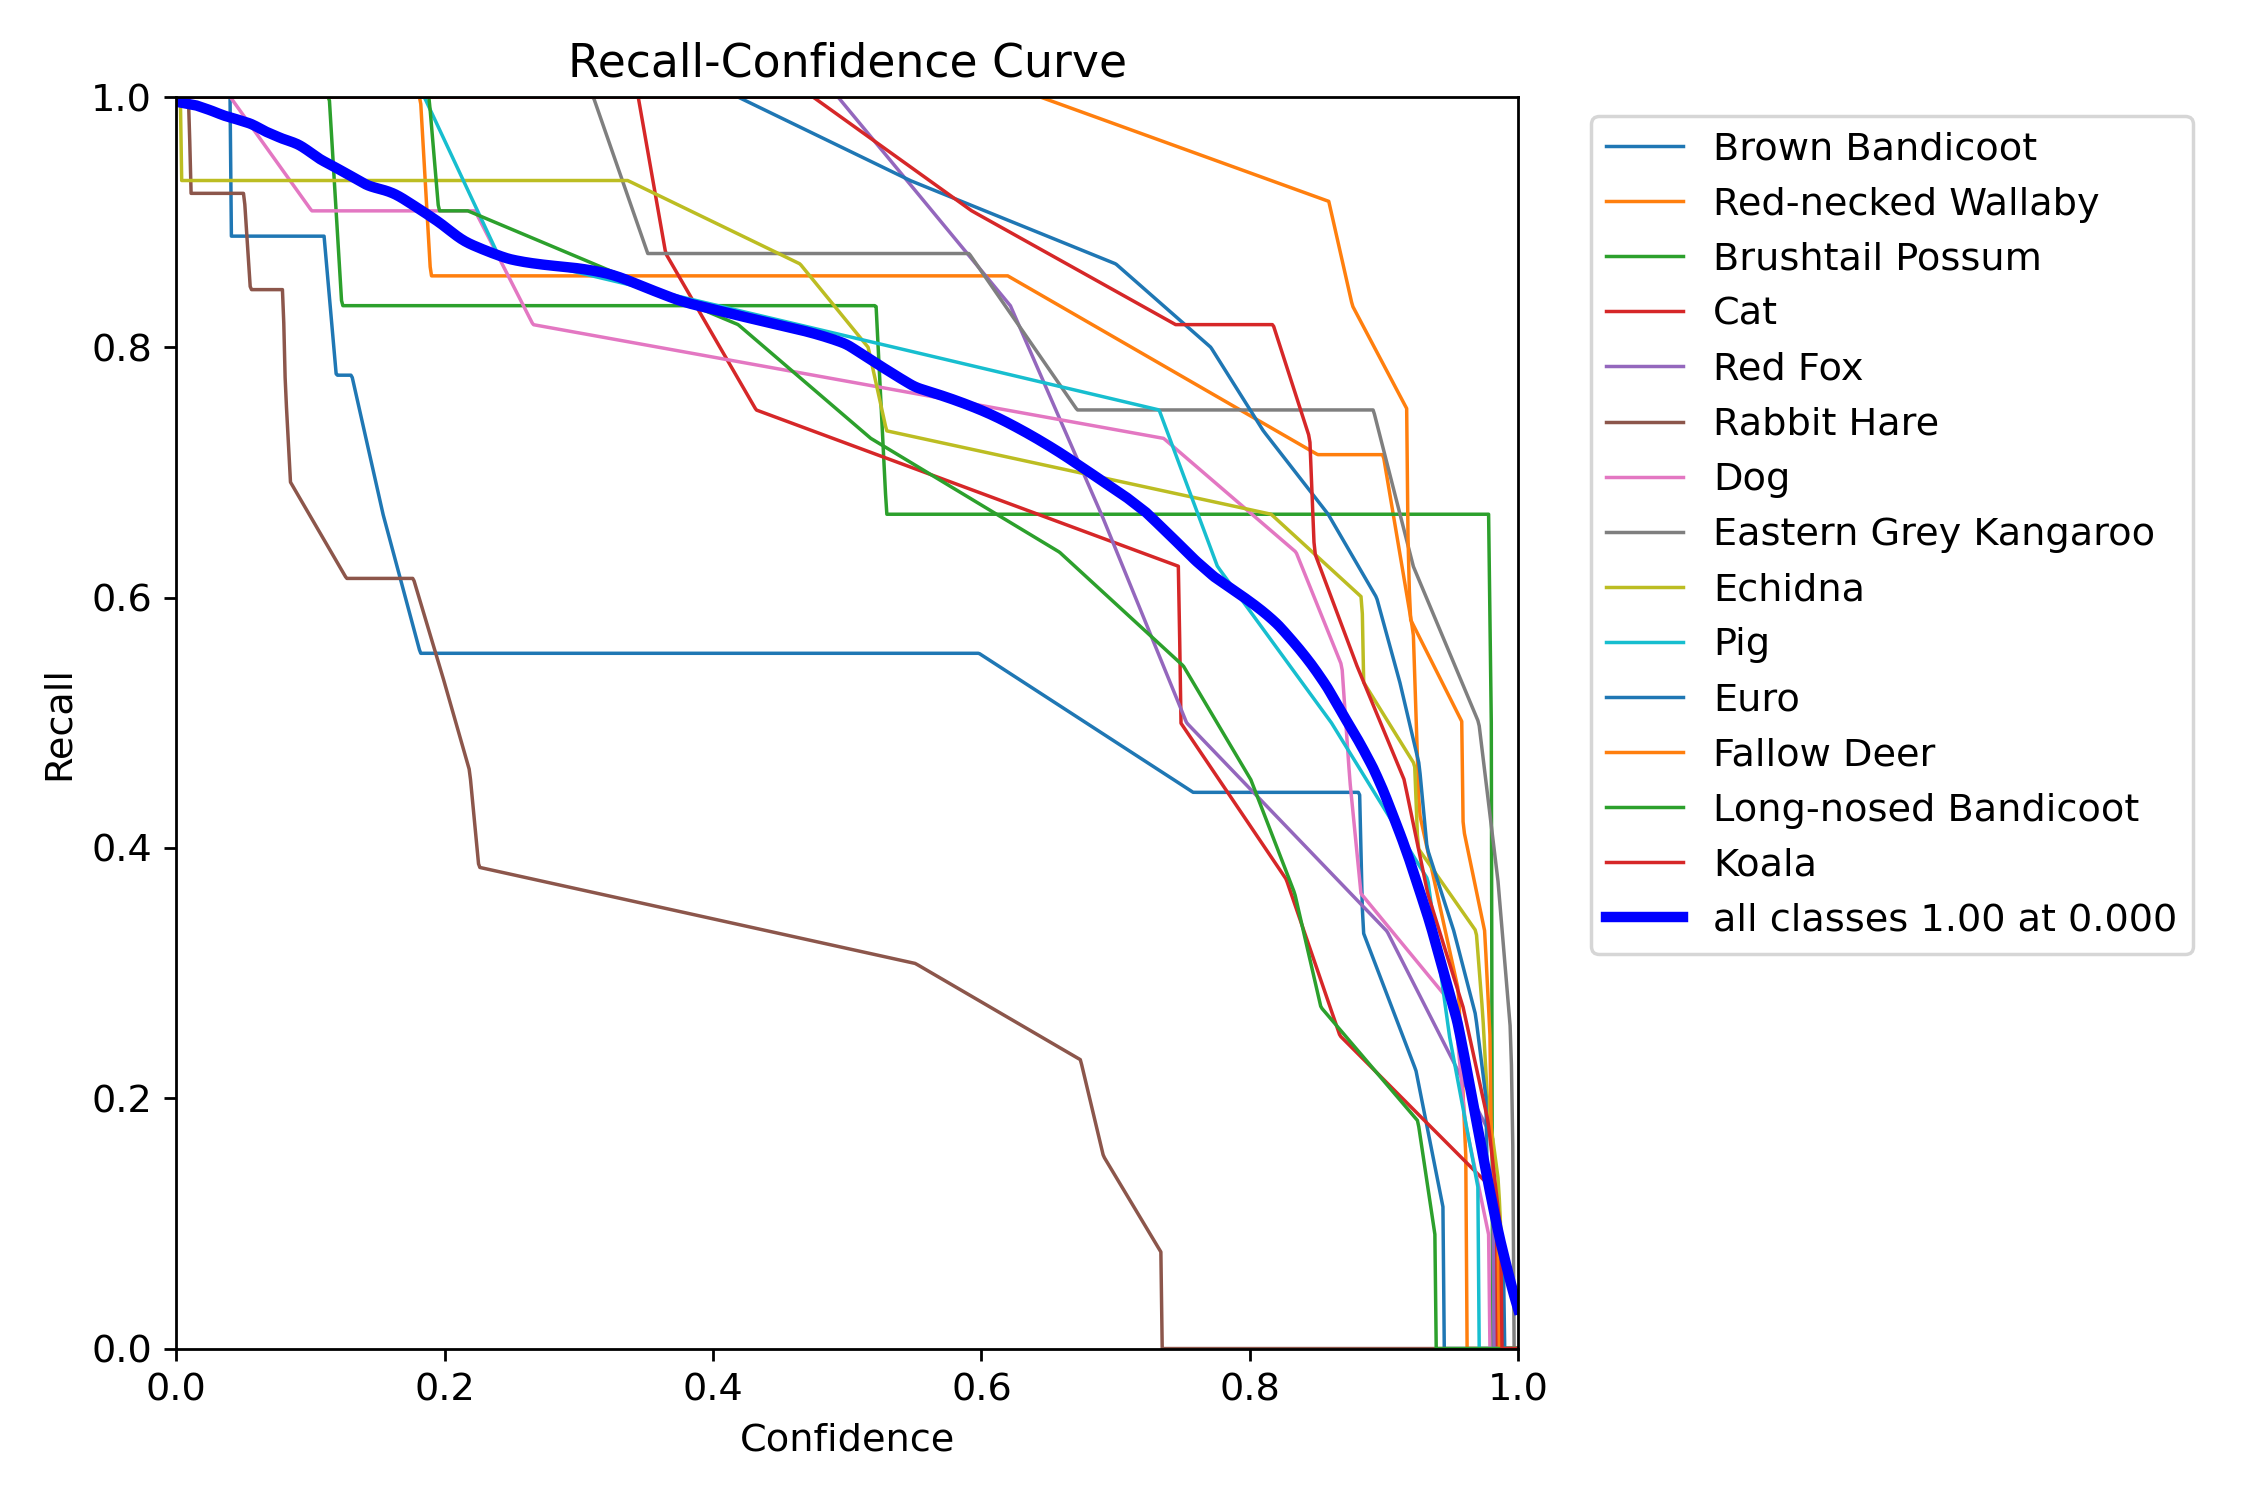 Recall-Confidence Curve
1.0
0.8
0.6
0.4
0.2
0.0
Recall
0.0 0.2 0.4 0.6 0.8 1.0
Confidence
Brown Bandicoot
Red-necked Wallaby
Brushtail Possum
Cat
Red Fox
Rabbit Hare
Dog
Eastern Grey Kangaroo
Echidna
Pig
Euro
Fallow Deer
Long-nosed Bandicoot
Koala
all classes 1.00 at 0.000